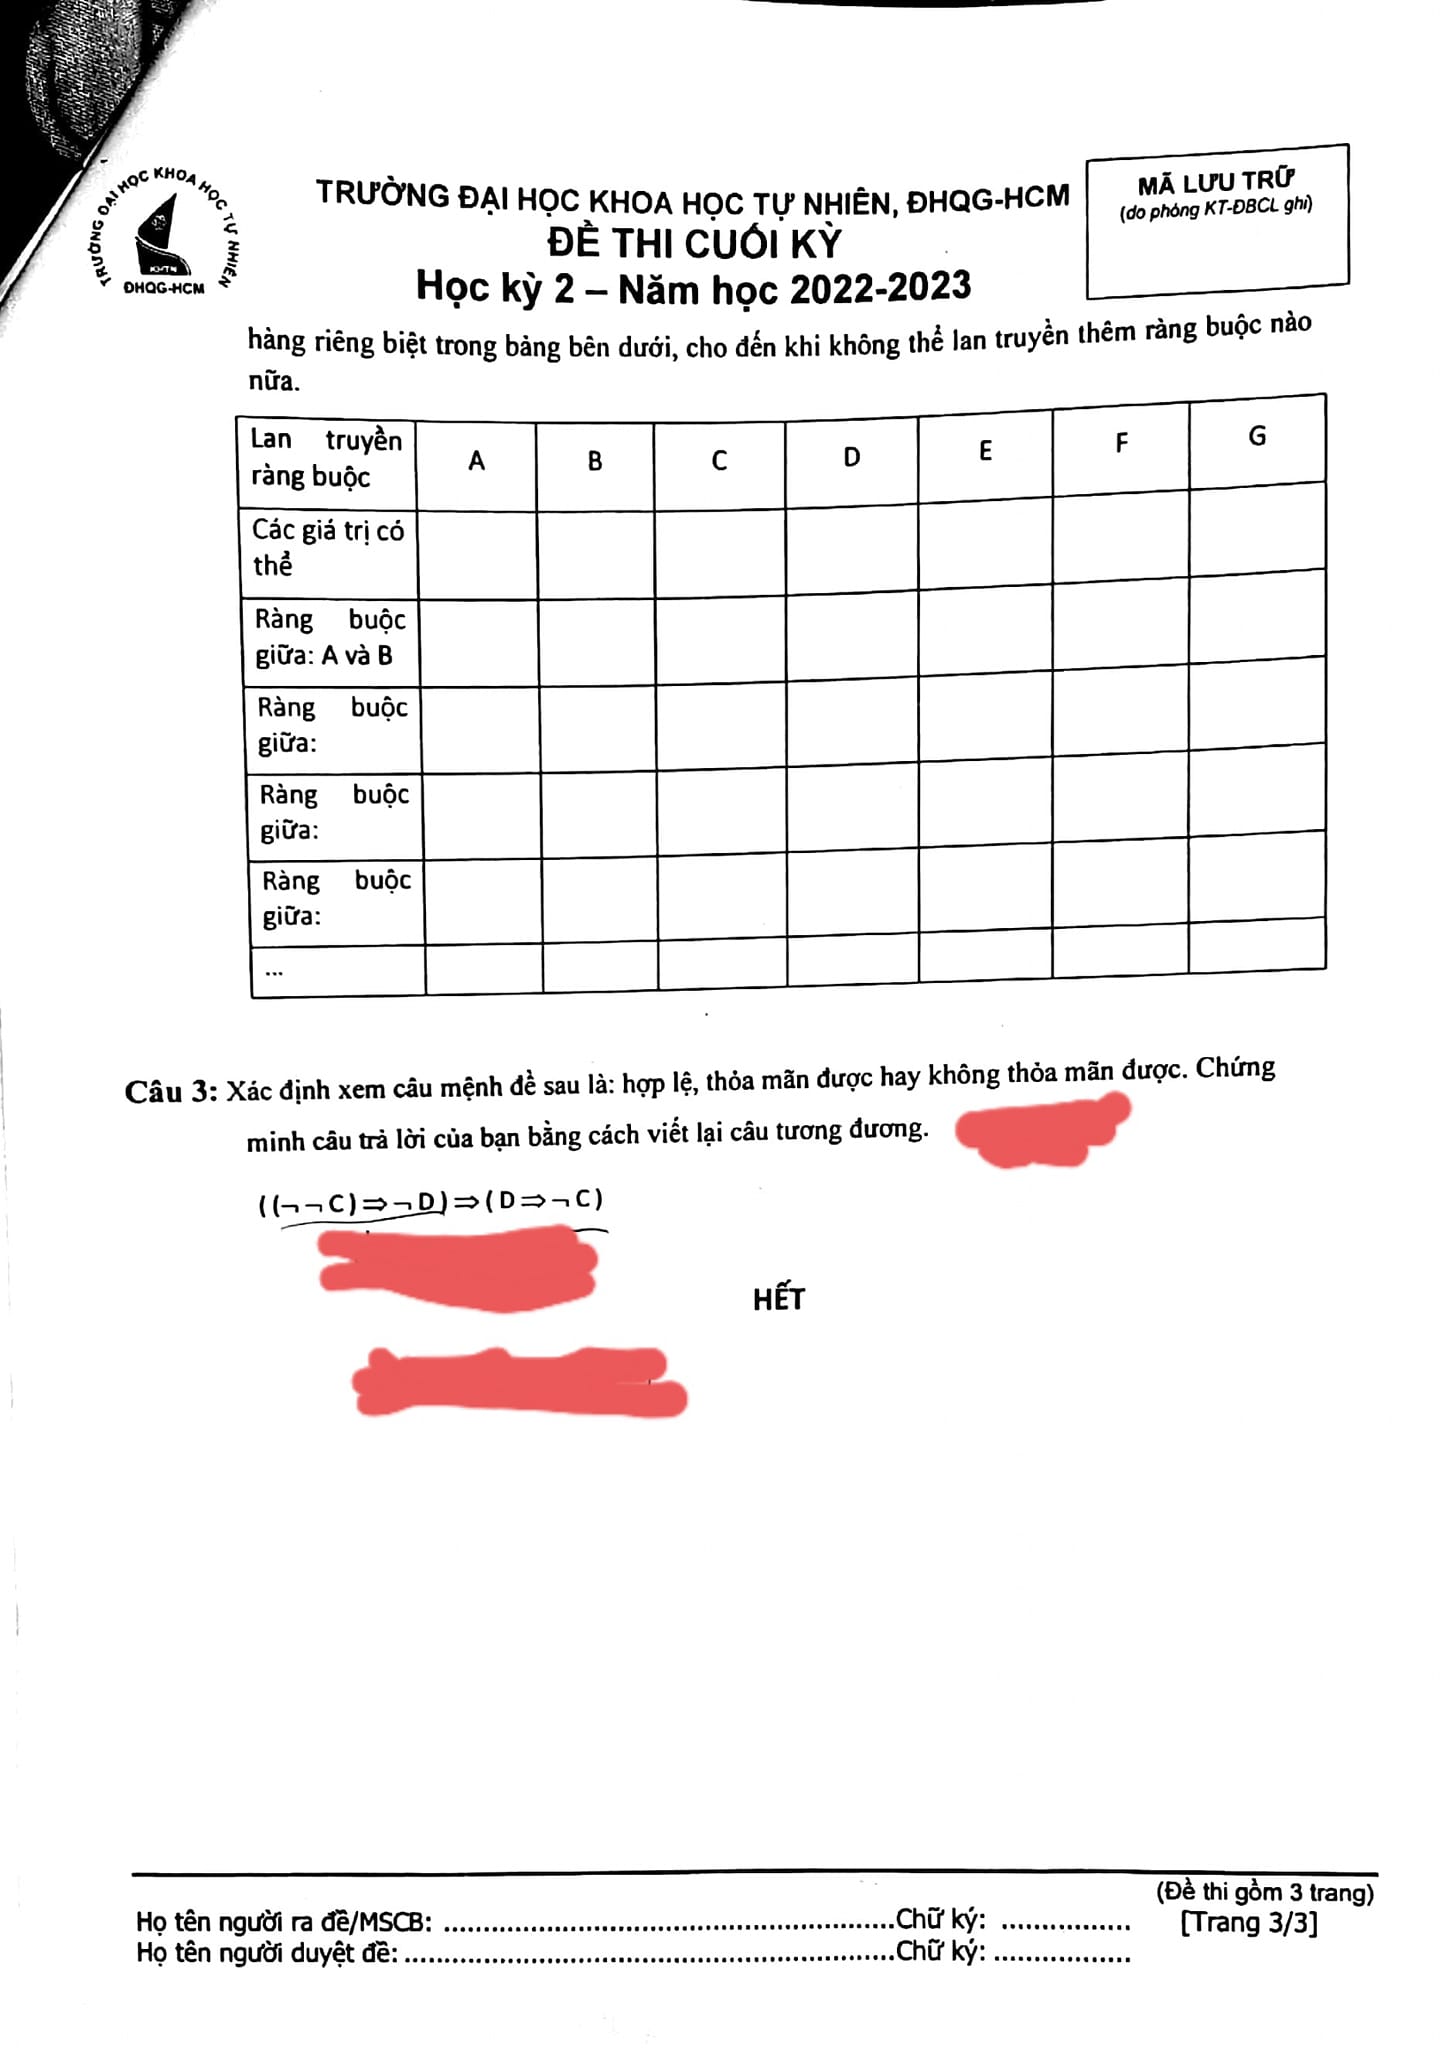 TRƯỜNG ĐẠI HỌC KHOA HỌC TỰ NHIÊN
KHTN
ĐHQG-HCM
TRƯỜNG ĐẠI HỌC KHOA HỌC TỰ NHIÊN, ĐHQG-HCM
ĐỀ THI CUỐI KỲ
Học kỳ 2 – Năm học 2022-2023
MÃ LƯU TRỮ
(do phòng KT-ĐBCL ghi)
hàng riêng biệt trong bảng bên dưới, cho đến khi không thể lan truyền thêm ràng buộc nào
nữa.
Lan truyền
ràng buộc
A B C D E F G
Các giá trị có
thể
Ràng buộc
giữa: A và B
Ràng buộc
giữa:
Ràng buộc
giữa:
Ràng buộc
giữa:
...
Câu 3: Xác định xem câu mệnh đề sau là: hợp lệ, thỏa mãn được hay không thỏa mãn được. Chứng
minh câu trả lời của bạn bằng cách viết lại câu tương đương.
((¬¬C)⇒¬D)⇒(D⇒¬C)
HẾT
(Đề thi gồm 3 trang)
Họ tên người ra đề/MSCB: ..............................................................Chữ ký: ................
[Trang 3/3]
Họ tên người duyệt đề:...................................................................Chữ ký: .................